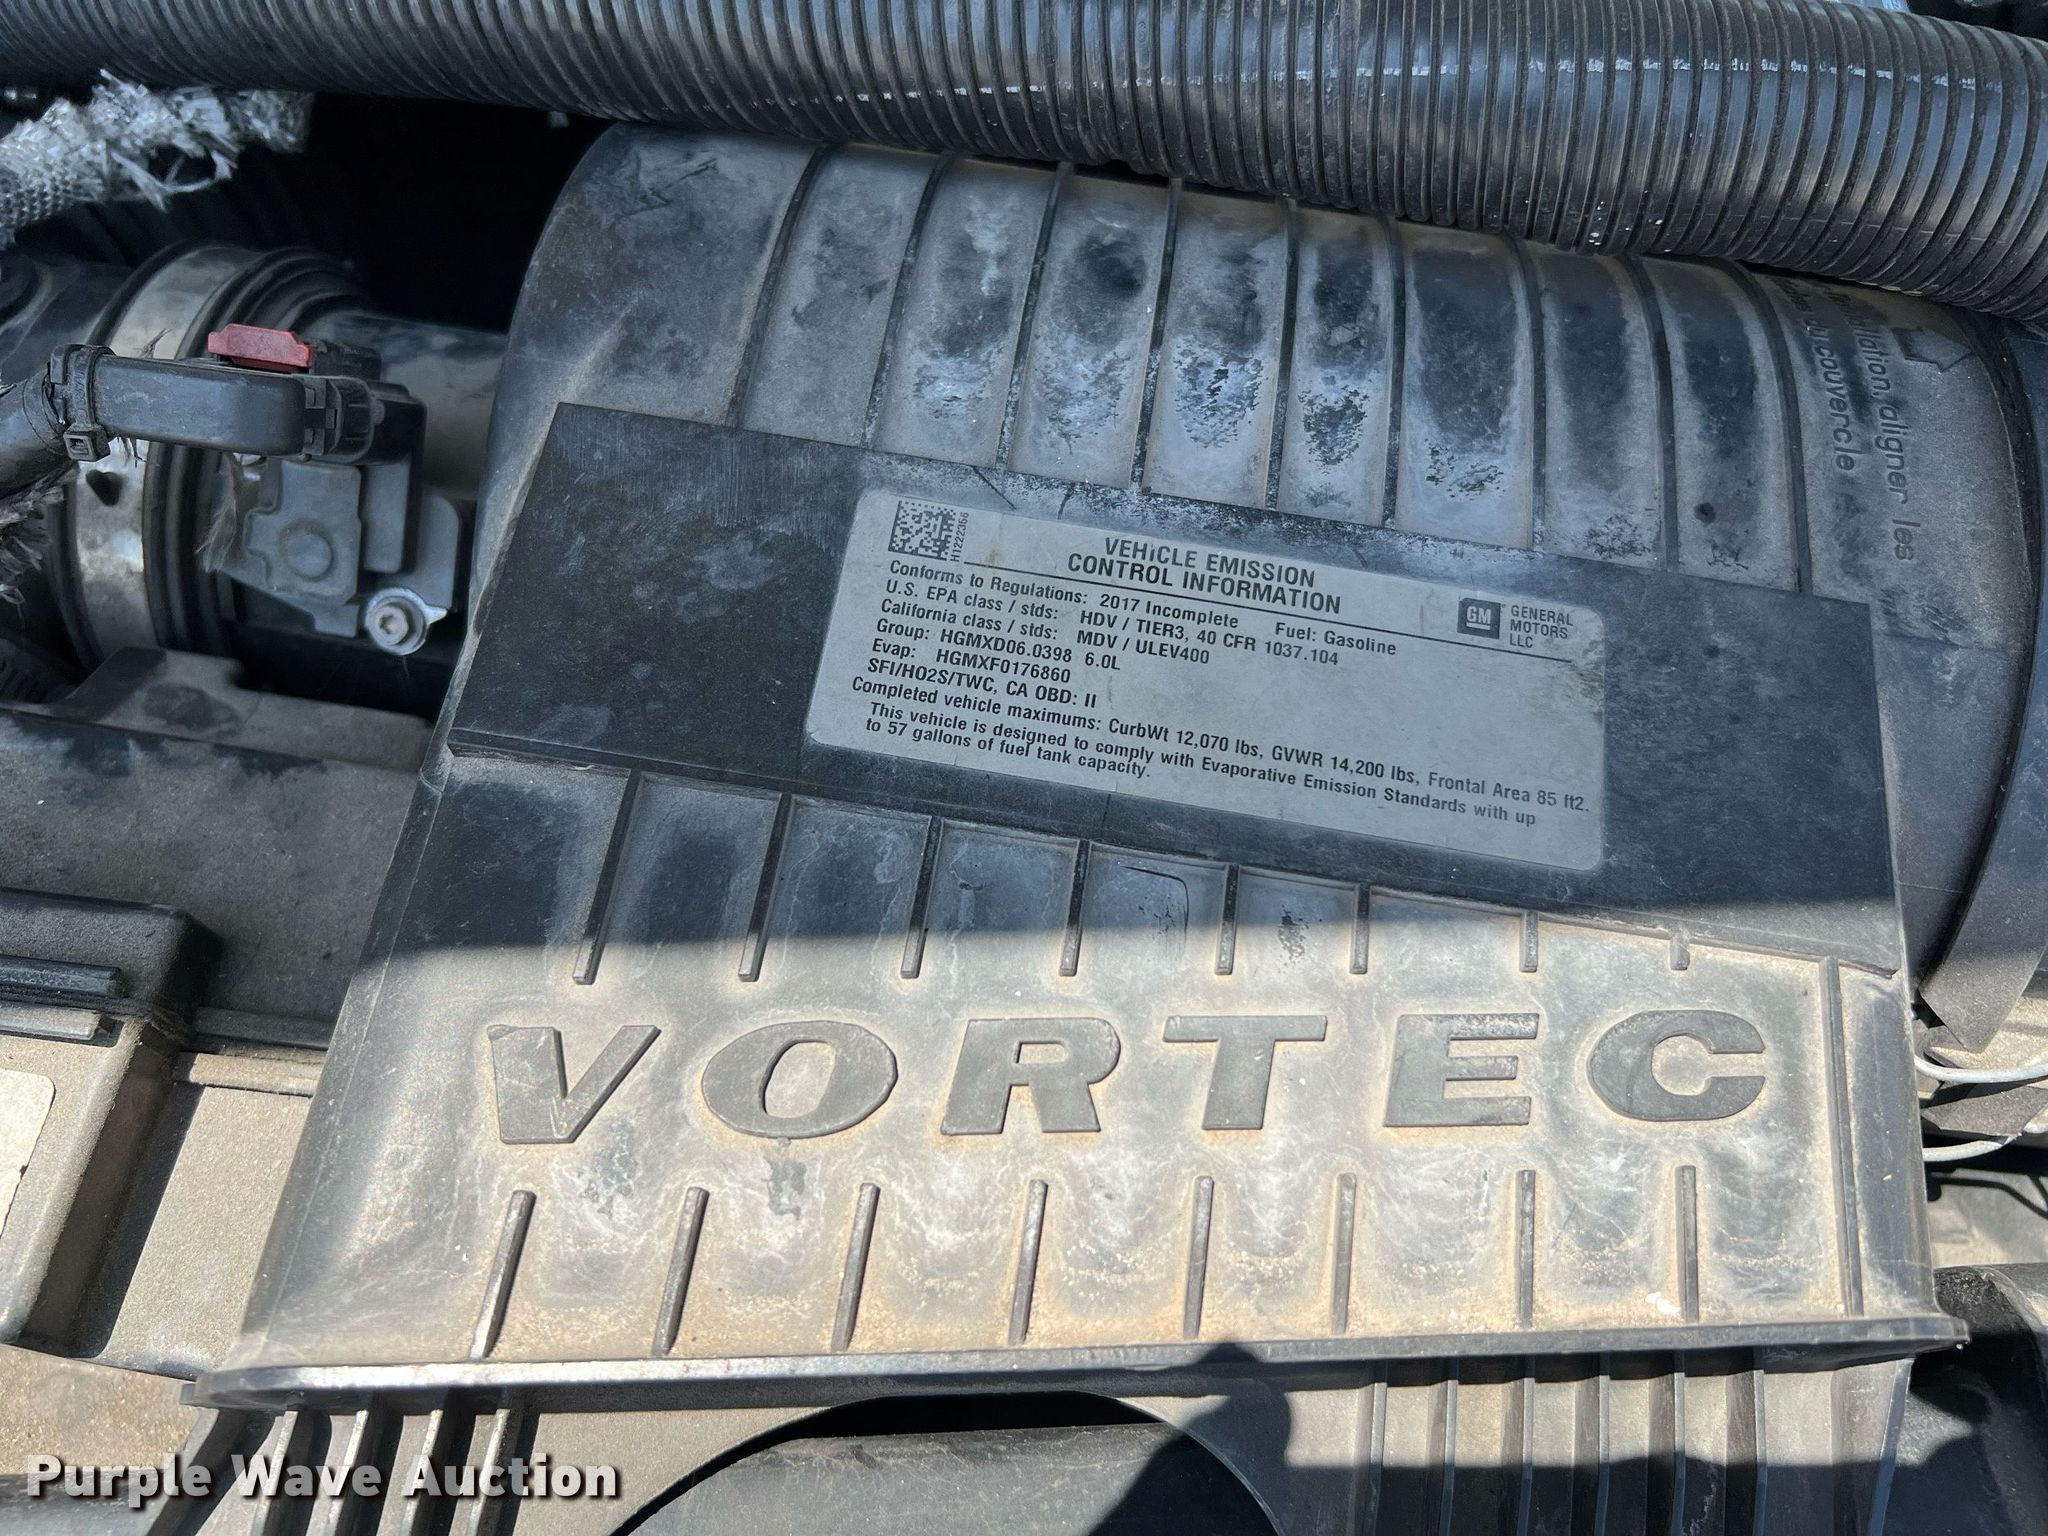 llation, aligner les
du couvercle
H1222366
VEHICLE EMISSION
CONTROL INFORMATION
GM
GENERAL
MOTORS
LLC
Conforms to Regulations: 2017 Incomplete Fuel: Gasoline
U.S. EPA class / stds: HDV / TIER3, 40 CFR 1037.104
California class / stds: MDV / ULEV400
Group: HGMXD06.0398 6.0L
Evap: HGMXF0176860
SFI/HO2S/TWC, CA OBD: II
Completed vehicle maximums: CurbWt 12,070 lbs, GVWR 14,200 lbs, Frontal Area 85 ft2.
This vehicle is designed to comply with Evaporative Emission Standards with up
to 57 gallons of fuel tank capacity.
VORTEC
Purple Wave Auction